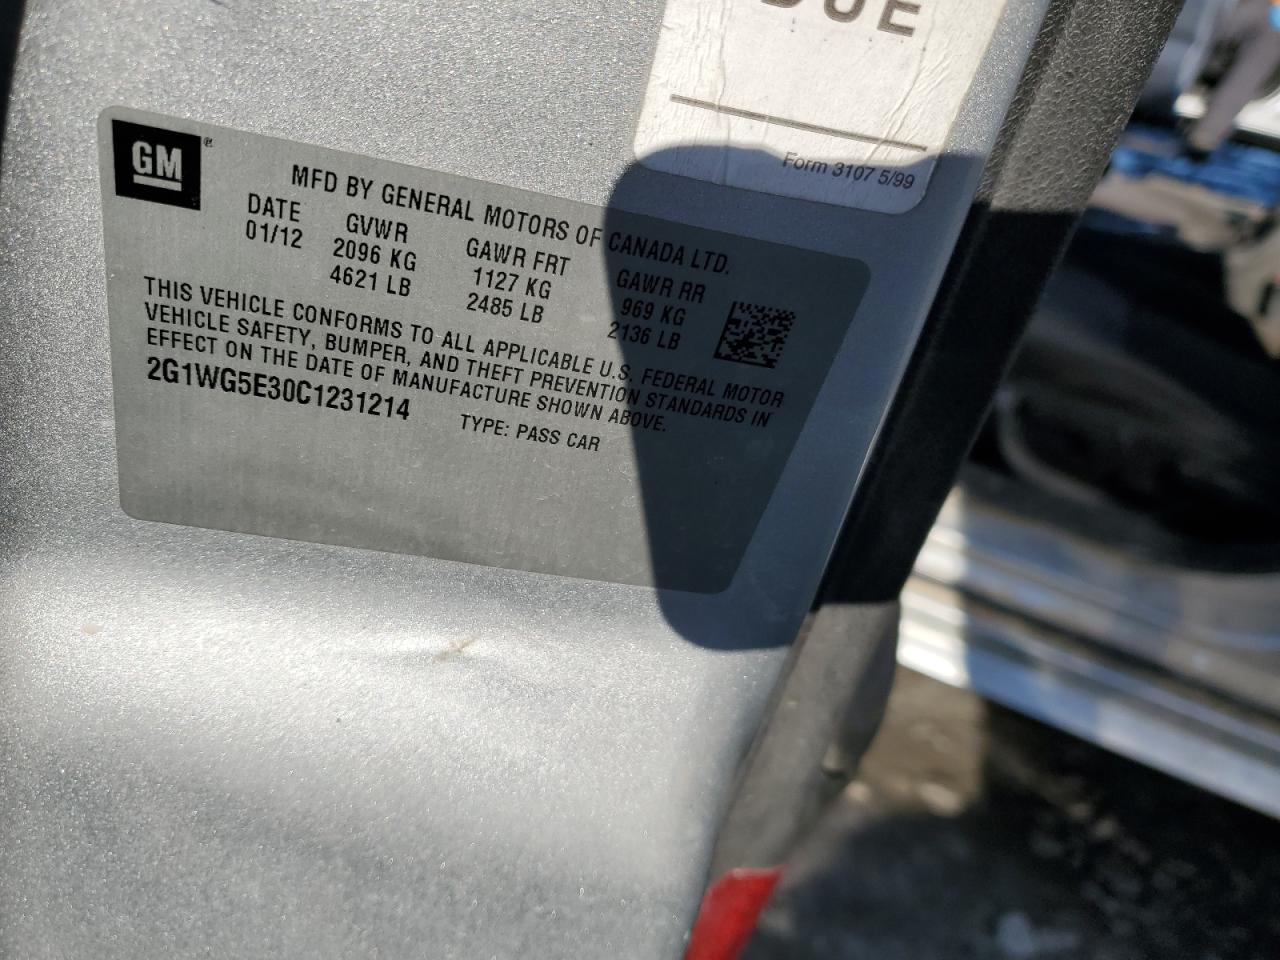 DUE
Form 3107 5/99
GM®
MFD BY GENERAL MOTORS OF CANADA LTD.
DATE GVWR GAWR FRT GAWR RR
01/12 2096 KG 1127 KG 969 KG
4621 LB 2485 LB 2136 LB
THIS VEHICLE CONFORMS TO ALL APPLICABLE U.S. FEDERAL MOTOR
VEHICLE SAFETY, BUMPER, AND THEFT PREVENTION STANDARDS IN
EFFECT ON THE DATE OF MANUFACTURE SHOWN ABOVE.
2G1WG5E30C1231214 TYPE: PASS CAR